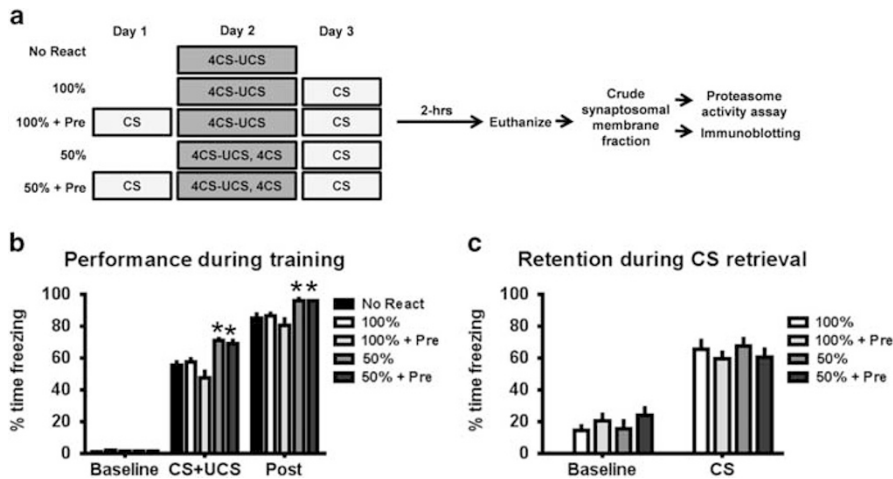 a
Day 1 Day 2 Day 3
No React 4CS-UCS
100% 4CS-UCS CS
100% + Pre CS 4CS-UCS CS
50% 4CS-UCS, 4CS CS
50% + Pre CS 4CS-UCS, 4CS CS
2-hrs
Euthanize
Crude
synaptosomal
membrane
fraction
Proteasome
activity assay
Immunoblotting
b
Performance during training
% time freezing
100
80
60
40
20
0
** **
Baseline CS+UCS Post
No React
100%
100% + Pre
50%
50% + Pre
c
Retention during CS retrieval
% time freezing
100
80
60
40
20
0
Baseline CS
100%
100% + Pre
50%
50% + Pre